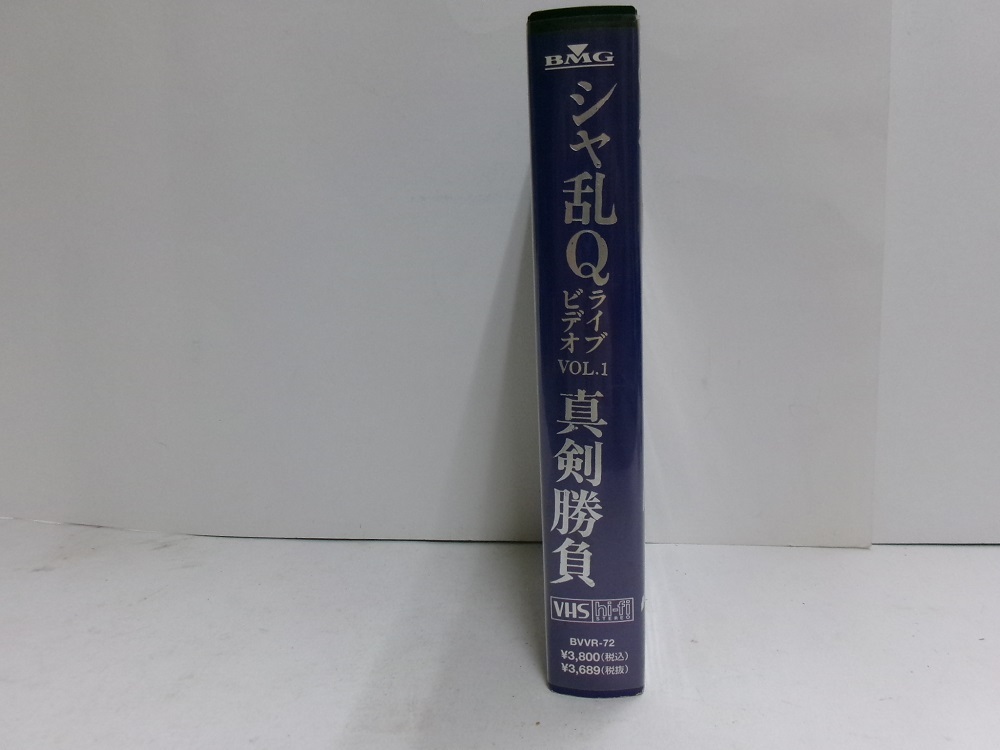 BMG
シャ乱Q
ライブ
ビデオ
VOL.1
真剣勝負
VHS hi-fi
STEREO
BVVR-72
¥3,800(税込)
¥3,689(税抜)